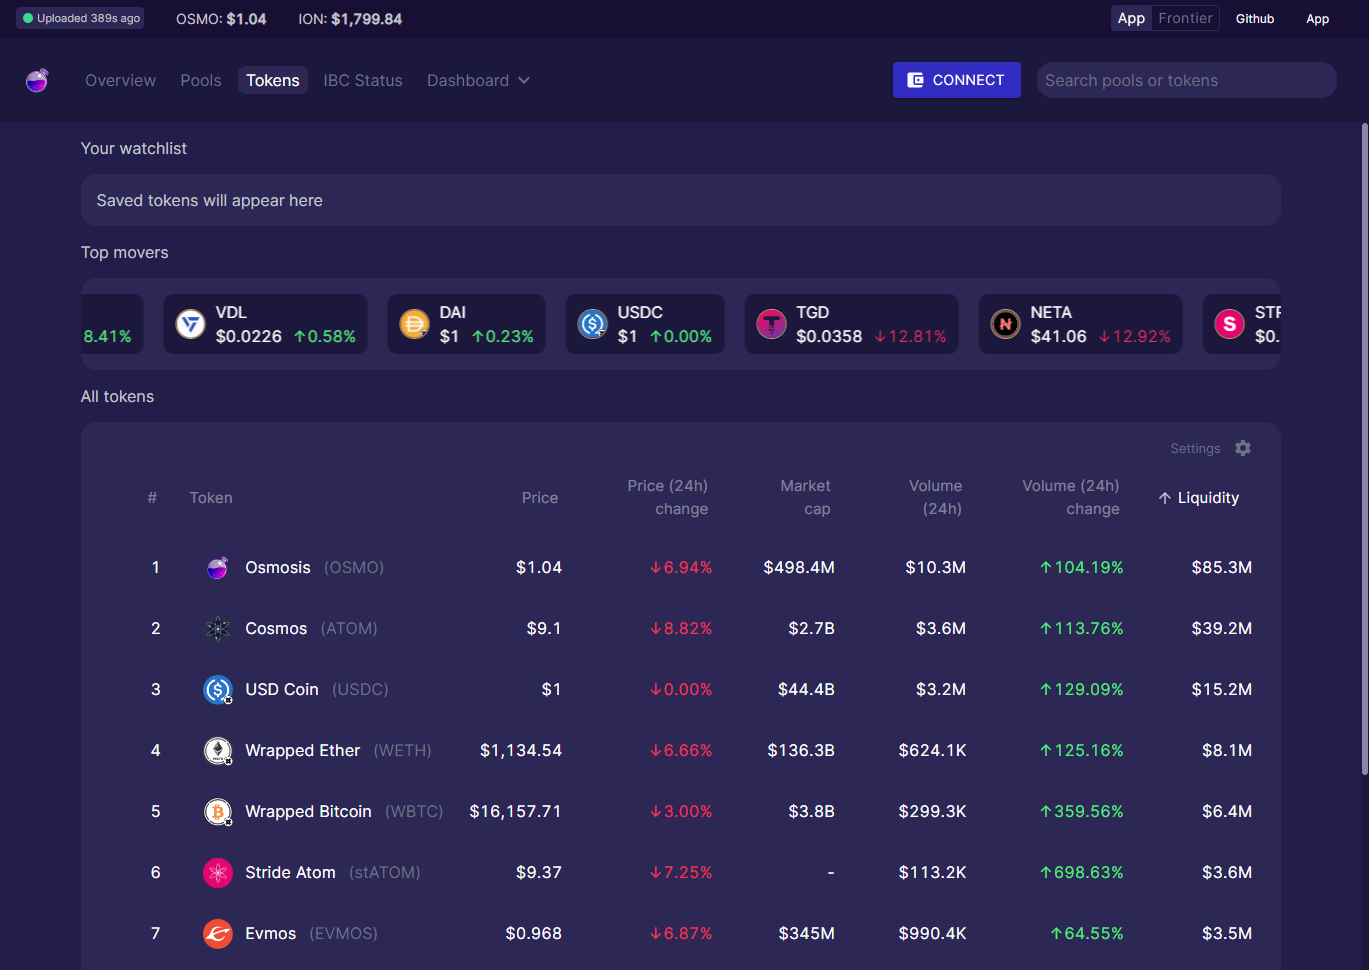 Uploaded 389s ago OSMO: $1.04 ION: $1,799.84 App Frontier Github App
Overview Pools Tokens IBC Status Dashboard CONNECT Search pools or tokens
Your watchlist
Saved tokens will appear here
Top movers
VDL DAI USDC TGD NETA
8.41% $0.0226 ↑0.58% $1 ↑0.23% $1 ↑0.00% $0.0358 ↓12.81% $41.06 ↓12.92% S $0.
All tokens
Settings
# Token Price Price (24h) change Market cap Volume (24h) Volume (24h) change ↑ Liquidity
1 Osmosis (OSMO) $1.04 ↓6.94% $498.4M $10.3M ↑104.19% $85.3M
2 Cosmos (ATOM) $9.1 ↓8.82% $2.7B $3.6M ↑113.76% $39.2M
3 USD Coin (USDC) $1 ↓0.00% $44.4B $3.2M ↑129.09% $15.2M
4 Wrapped Ether (WETH) $1,134.54 ↓6.66% $136.3B $624.1K ↑125.16% $8.1M
5 Wrapped Bitcoin (WBTC) $16,157.71 ↓3.00% $3.8B $299.3K ↑359.56% $6.4M
6 Stride Atom (stATOM) $9.37 ↓7.25% - $113.2K ↑698.63% $3.6M
7 Evmos (EVMOS) $0.968 ↓6.87% $345M $990.4K ↑64.55% $3.5M